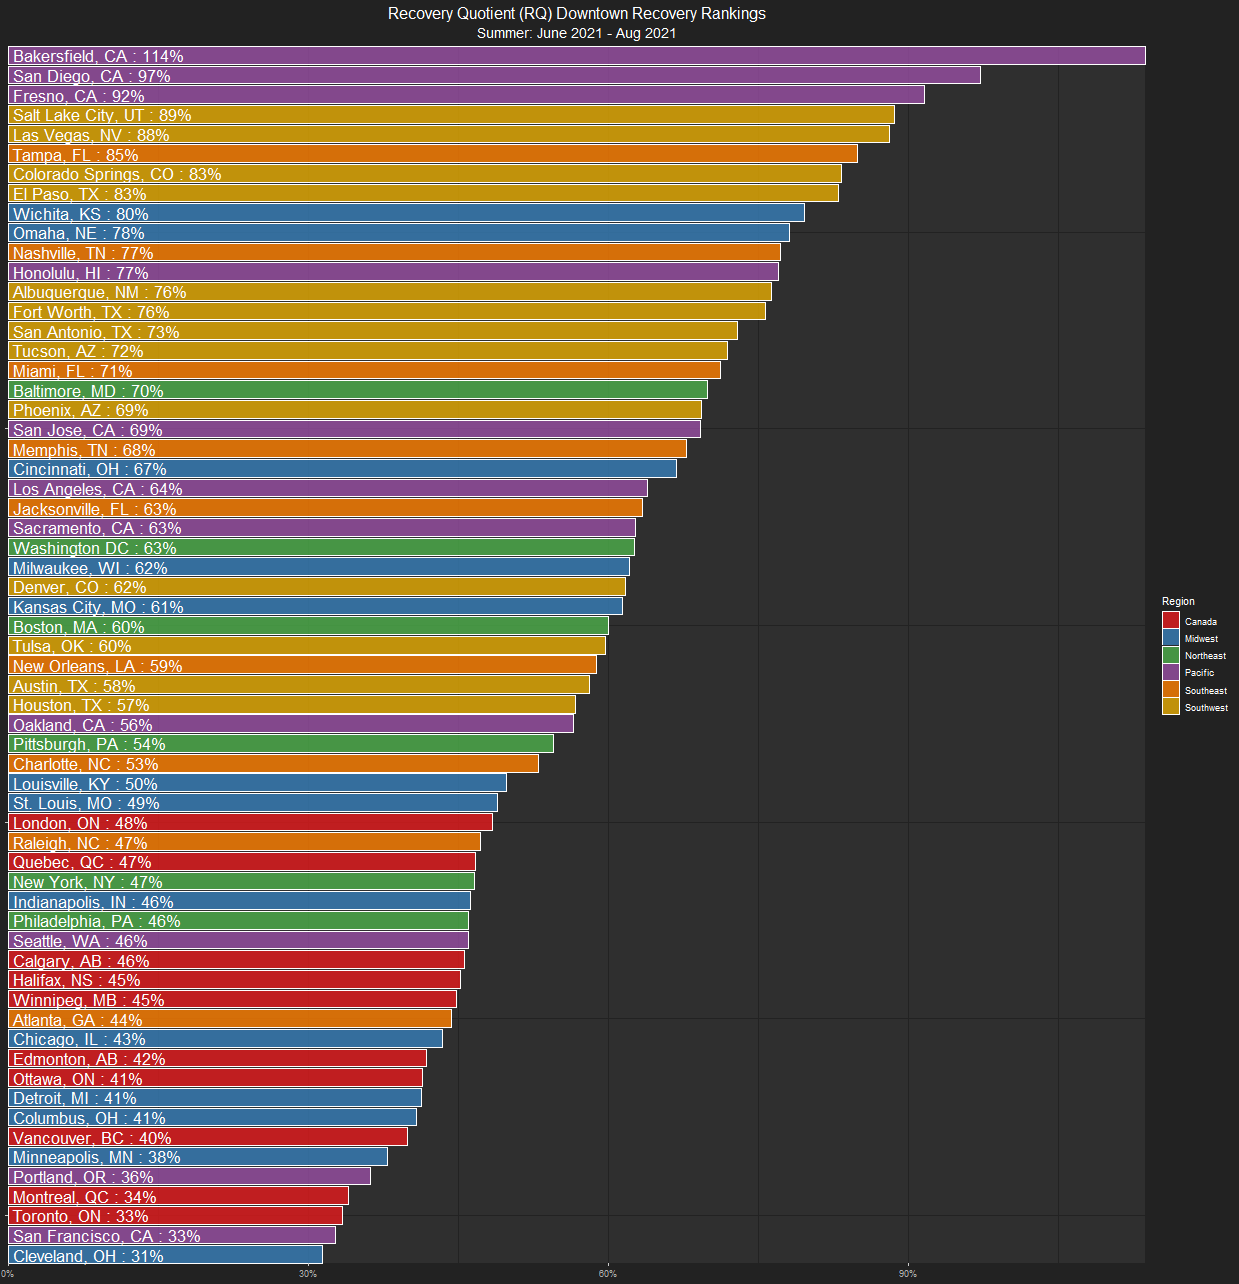 Recovery Quotient (RQ) Downtown Recovery Rankings
Summer: June 2021 - Aug 2021
Bakersfield, CA : 114%
San Diego, CA : 97%
Fresno, CA : 92%
Salt Lake City, UT : 89%
Las Vegas, NV : 88%
Tampa, FL : 85%
Colorado Springs, CO : 83%
El Paso, TX : 83%
Wichita, KS : 80%
Omaha, NE : 78%
Nashville, TN : 77%
Honolulu, HI : 77%
Albuquerque, NM : 76%
Fort Worth, TX : 76%
San Antonio, TX : 73%
Tucson, AZ : 72%
Miami, FL : 71%
Baltimore, MD : 70%
Phoenix, AZ : 69%
San Jose, CA : 69%
Memphis, TN : 68%
Cincinnati, OH : 67%
Los Angeles, CA : 64%
Jacksonville, FL : 63%
Sacramento, CA : 63%
Washington DC : 63%
Milwaukee, WI : 62%
Denver, CO : 62%
Kansas City, MO : 61%
Boston, MA : 60%
Tulsa, OK : 60%
New Orleans, LA : 59%
Austin, TX : 58%
Houston, TX : 57%
Oakland, CA : 56%
Pittsburgh, PA : 54%
Charlotte, NC : 53%
Louisville, KY : 50%
St. Louis, MO : 49%
London, ON : 48%
Raleigh, NC : 47%
Quebec, QC : 47%
New York, NY : 47%
Indianapolis, IN : 46%
Philadelphia, PA : 46%
Seattle, WA : 46%
Calgary, AB : 46%
Halifax, NS : 45%
Winnipeg, MB : 45%
Atlanta, GA : 44%
Chicago, IL : 43%
Edmonton, AB : 42%
Ottawa, ON : 41%
Detroit, MI : 41%
Columbus, OH : 41%
Vancouver, BC : 40%
Minneapolis, MN : 38%
Portland, OR : 36%
Montreal, QC : 34%
Toronto, ON : 33%
San Francisco, CA : 33%
Cleveland, OH : 31%
0%
30%
60%
90%
Region
Canada
Midwest
Northeast
Pacific
Southeast
Southwest